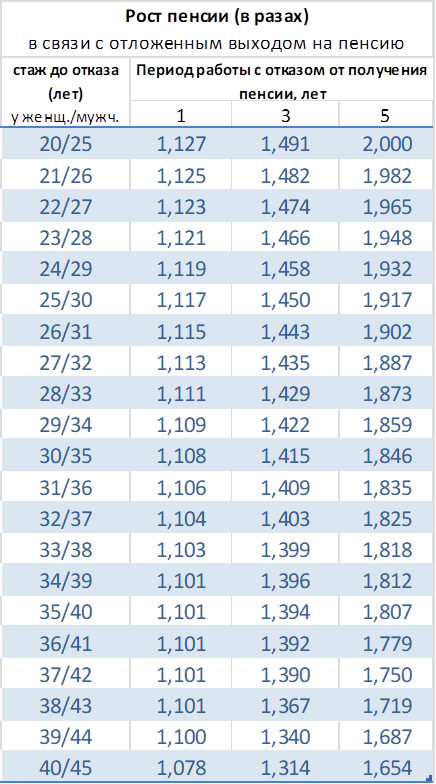 Рост пенсии (в разах)
в связи с отложенным выходом на пенсию
стаж до отказа Период работы с отказом от получения
(лет) пенсии, лет
у женщ./мужч. 1 3 5
20/25 1,127 1,491 2,000
21/26 1,125 1,482 1,982
22/27 1,123 1,474 1,965
23/28 1,121 1,466 1,948
24/29 1,119 1,458 1,932
25/30 1,117 1,450 1,917
26/31 1,115 1,443 1,902
27/32 1,113 1,435 1,887
28/33 1,111 1,429 1,873
29/34 1,109 1,422 1,859
30/35 1,108 1,415 1,846
31/36 1,106 1,409 1,835
32/37 1,104 1,403 1,825
33/38 1,103 1,399 1,818
34/39 1,101 1,396 1,812
35/40 1,101 1,394 1,807
36/41 1,101 1,392 1,779
37/42 1,101 1,390 1,750
38/43 1,101 1,367 1,719
39/44 1,100 1,340 1,687
40/45 1,078 1,314 1,654